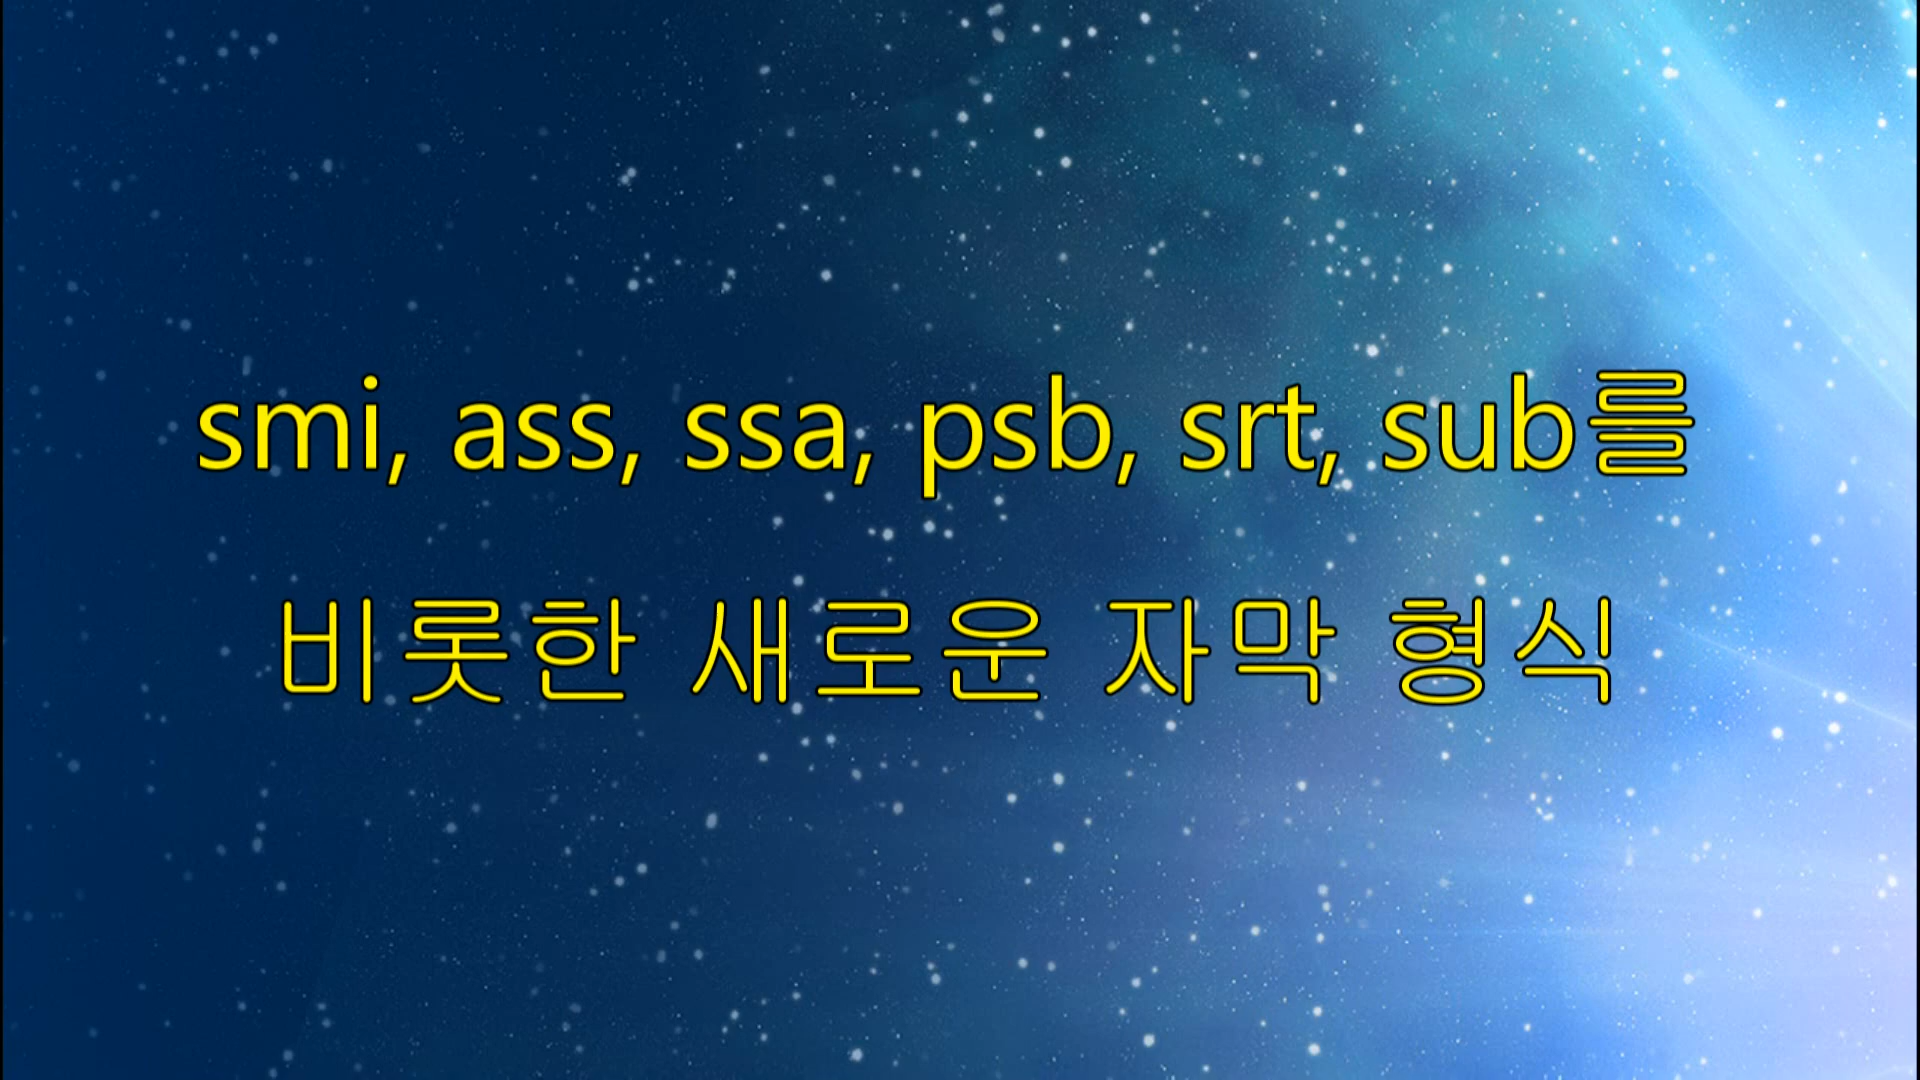 smi, ass, ssa, psb, srt, sub를
비롯한 새로운 자막 형식